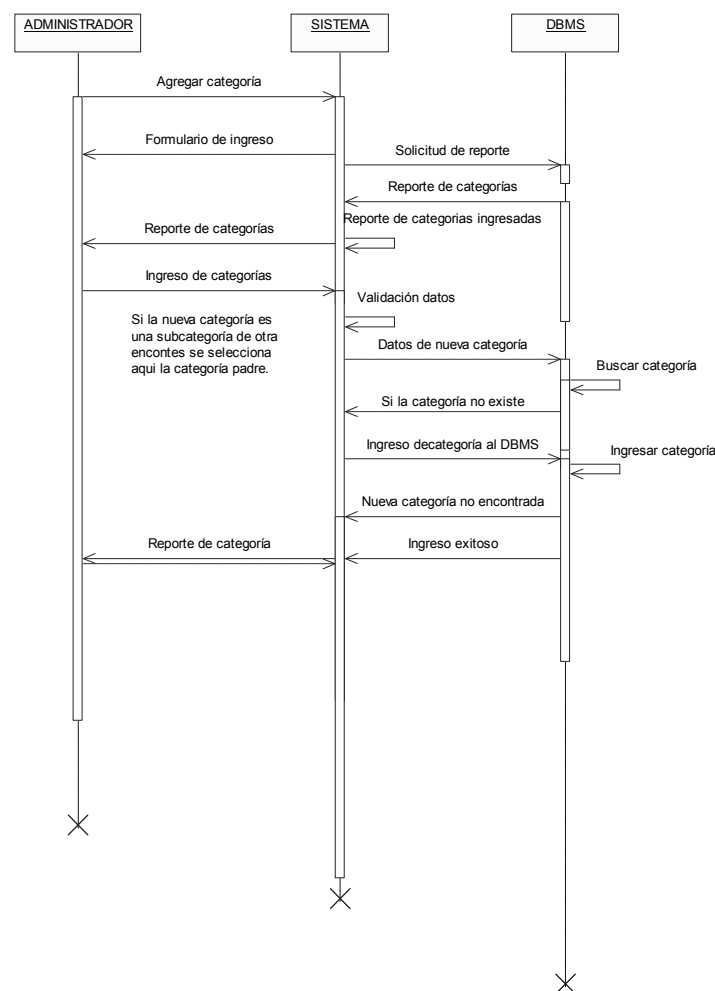 ADMINISTRADOR
SISTEMA
DBMS
Agregar categoría
Formulario de ingreso
Solicitud de reporte
Reporte de categorías
Reporte de categorias ingresadas
Reporte de categorías
Ingreso de categorías
Validación datos
Si la nueva categoría es
una subcategoría de otra
encontes se selecciona
aqui la categoría padre.
Datos de nueva categoría
Buscar categoría
Si la categoría no existe
Ingreso decategoría al DBMS
Ingresar categoría
Nueva categoría no encontrada
Reporte de categoría
Ingreso exitoso